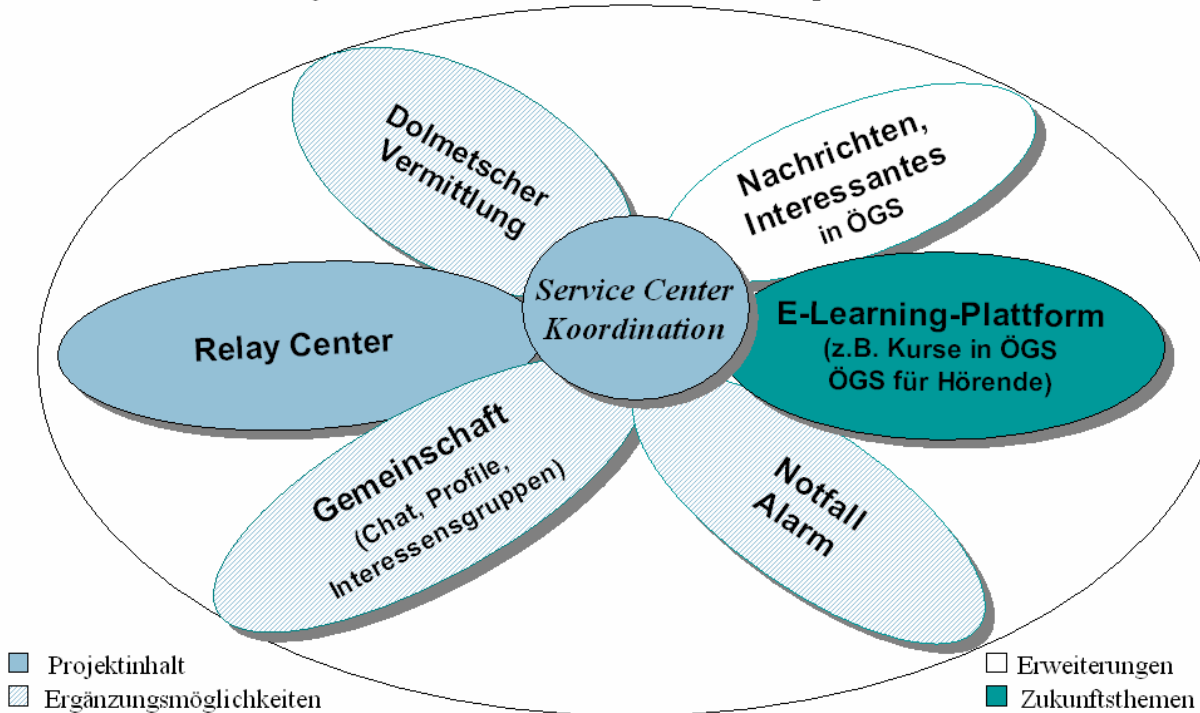 Dolmetscher
Vermittlung
Nachrichten,
Interessantes
in ÖGS
Service Center
Koordination
Relay Center
E-Learning-Plattform
(z.B. Kurse in ÖGS
ÖGS für Hörende)
Gemeinschaft
(Chat, Profile,
Interessensgruppen)
Notfall
Alarm
Projektinhalt
Ergänzungsmöglichkeiten
Erweiterungen
Zukunftsthemen